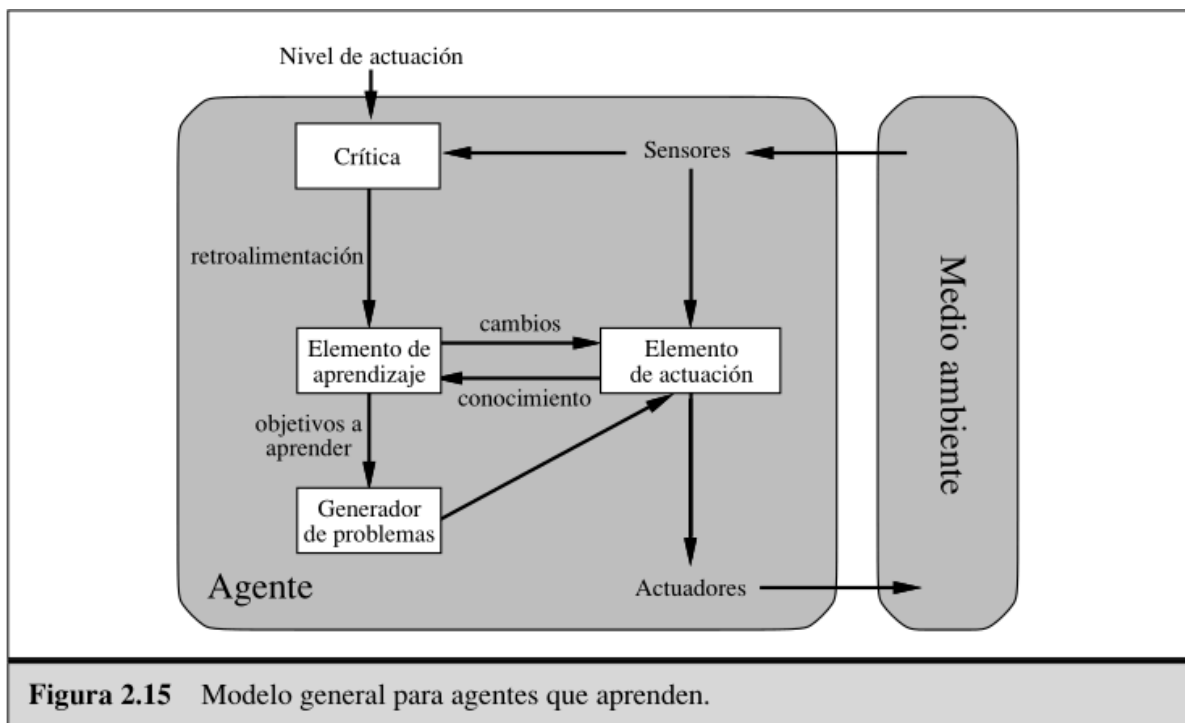 Nivel de actuación
Crítica
Sensores
retroalimentación
Medio ambiente
cambios
Elemento de
aprendizaje
Elemento
de actuación
conocimiento
objetivos a
aprender
Generador
de problemas
Agente
Actuadores
Figura 2.15 Modelo general para agentes que aprenden.